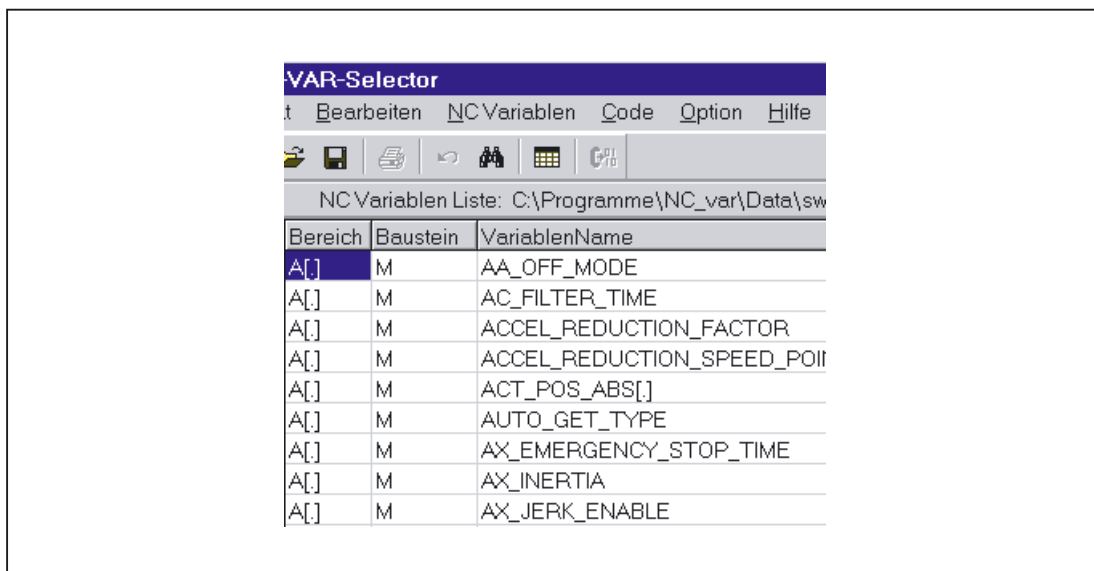 -VAR-Selector
t Bearbeiten NC Variablen Code Option Hilfe
NC Variablen Liste: C:\Programme\NC_var\Data\sw
Bereich Baustein VariablenName
A[.] M AA_OFF_MODE
A[.] M AC_FILTER_TIME
A[.] M ACCEL_REDUCTION_FACTOR
A[.] M ACCEL_REDUCTION_SPEED_POI
A[.] M ACT_POS_ABS[.]
A[.] M AUTO_GET_TYPE
A[.] M AX_EMERGENCY_STOP_TIME
A[.] M AX_INERTIA
A[.] M AX_JERK_ENABLE